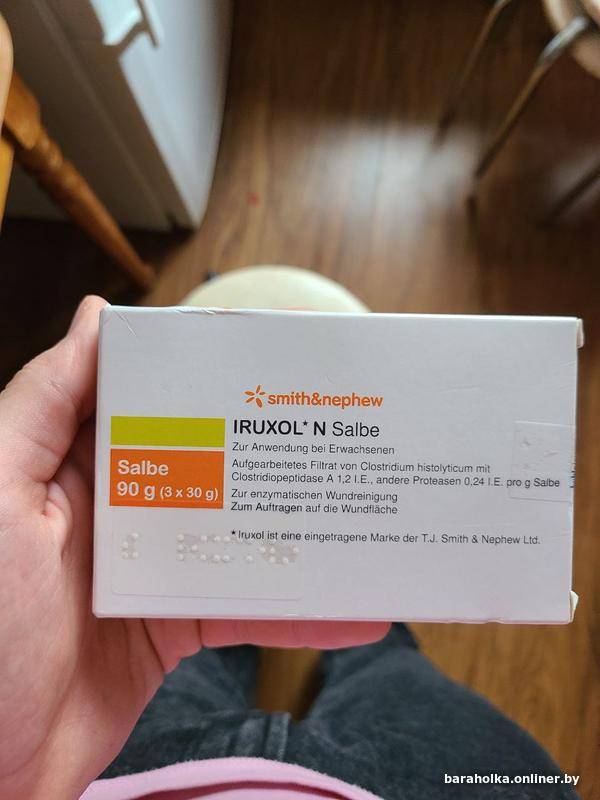 smith&nephew
IRUXOL* N Salbe
Zur Anwendung bei Erwachsenen
Salbe
90 g (3 x 30 g)
Aufgearbeitetes Filtrat von Clostridium histolyticum mit
Clostridiopeptidase A 1,2 I.E., andere Proteasen 0,24 I.E. pro g Salbe
Zur enzymatischen Wundreinigung
Zum Auftragen auf die Wundfläche
*Iruxol ist eine eingetragene Marke der T.J. Smith & Nephew Ltd.
baraholka.onliner.by